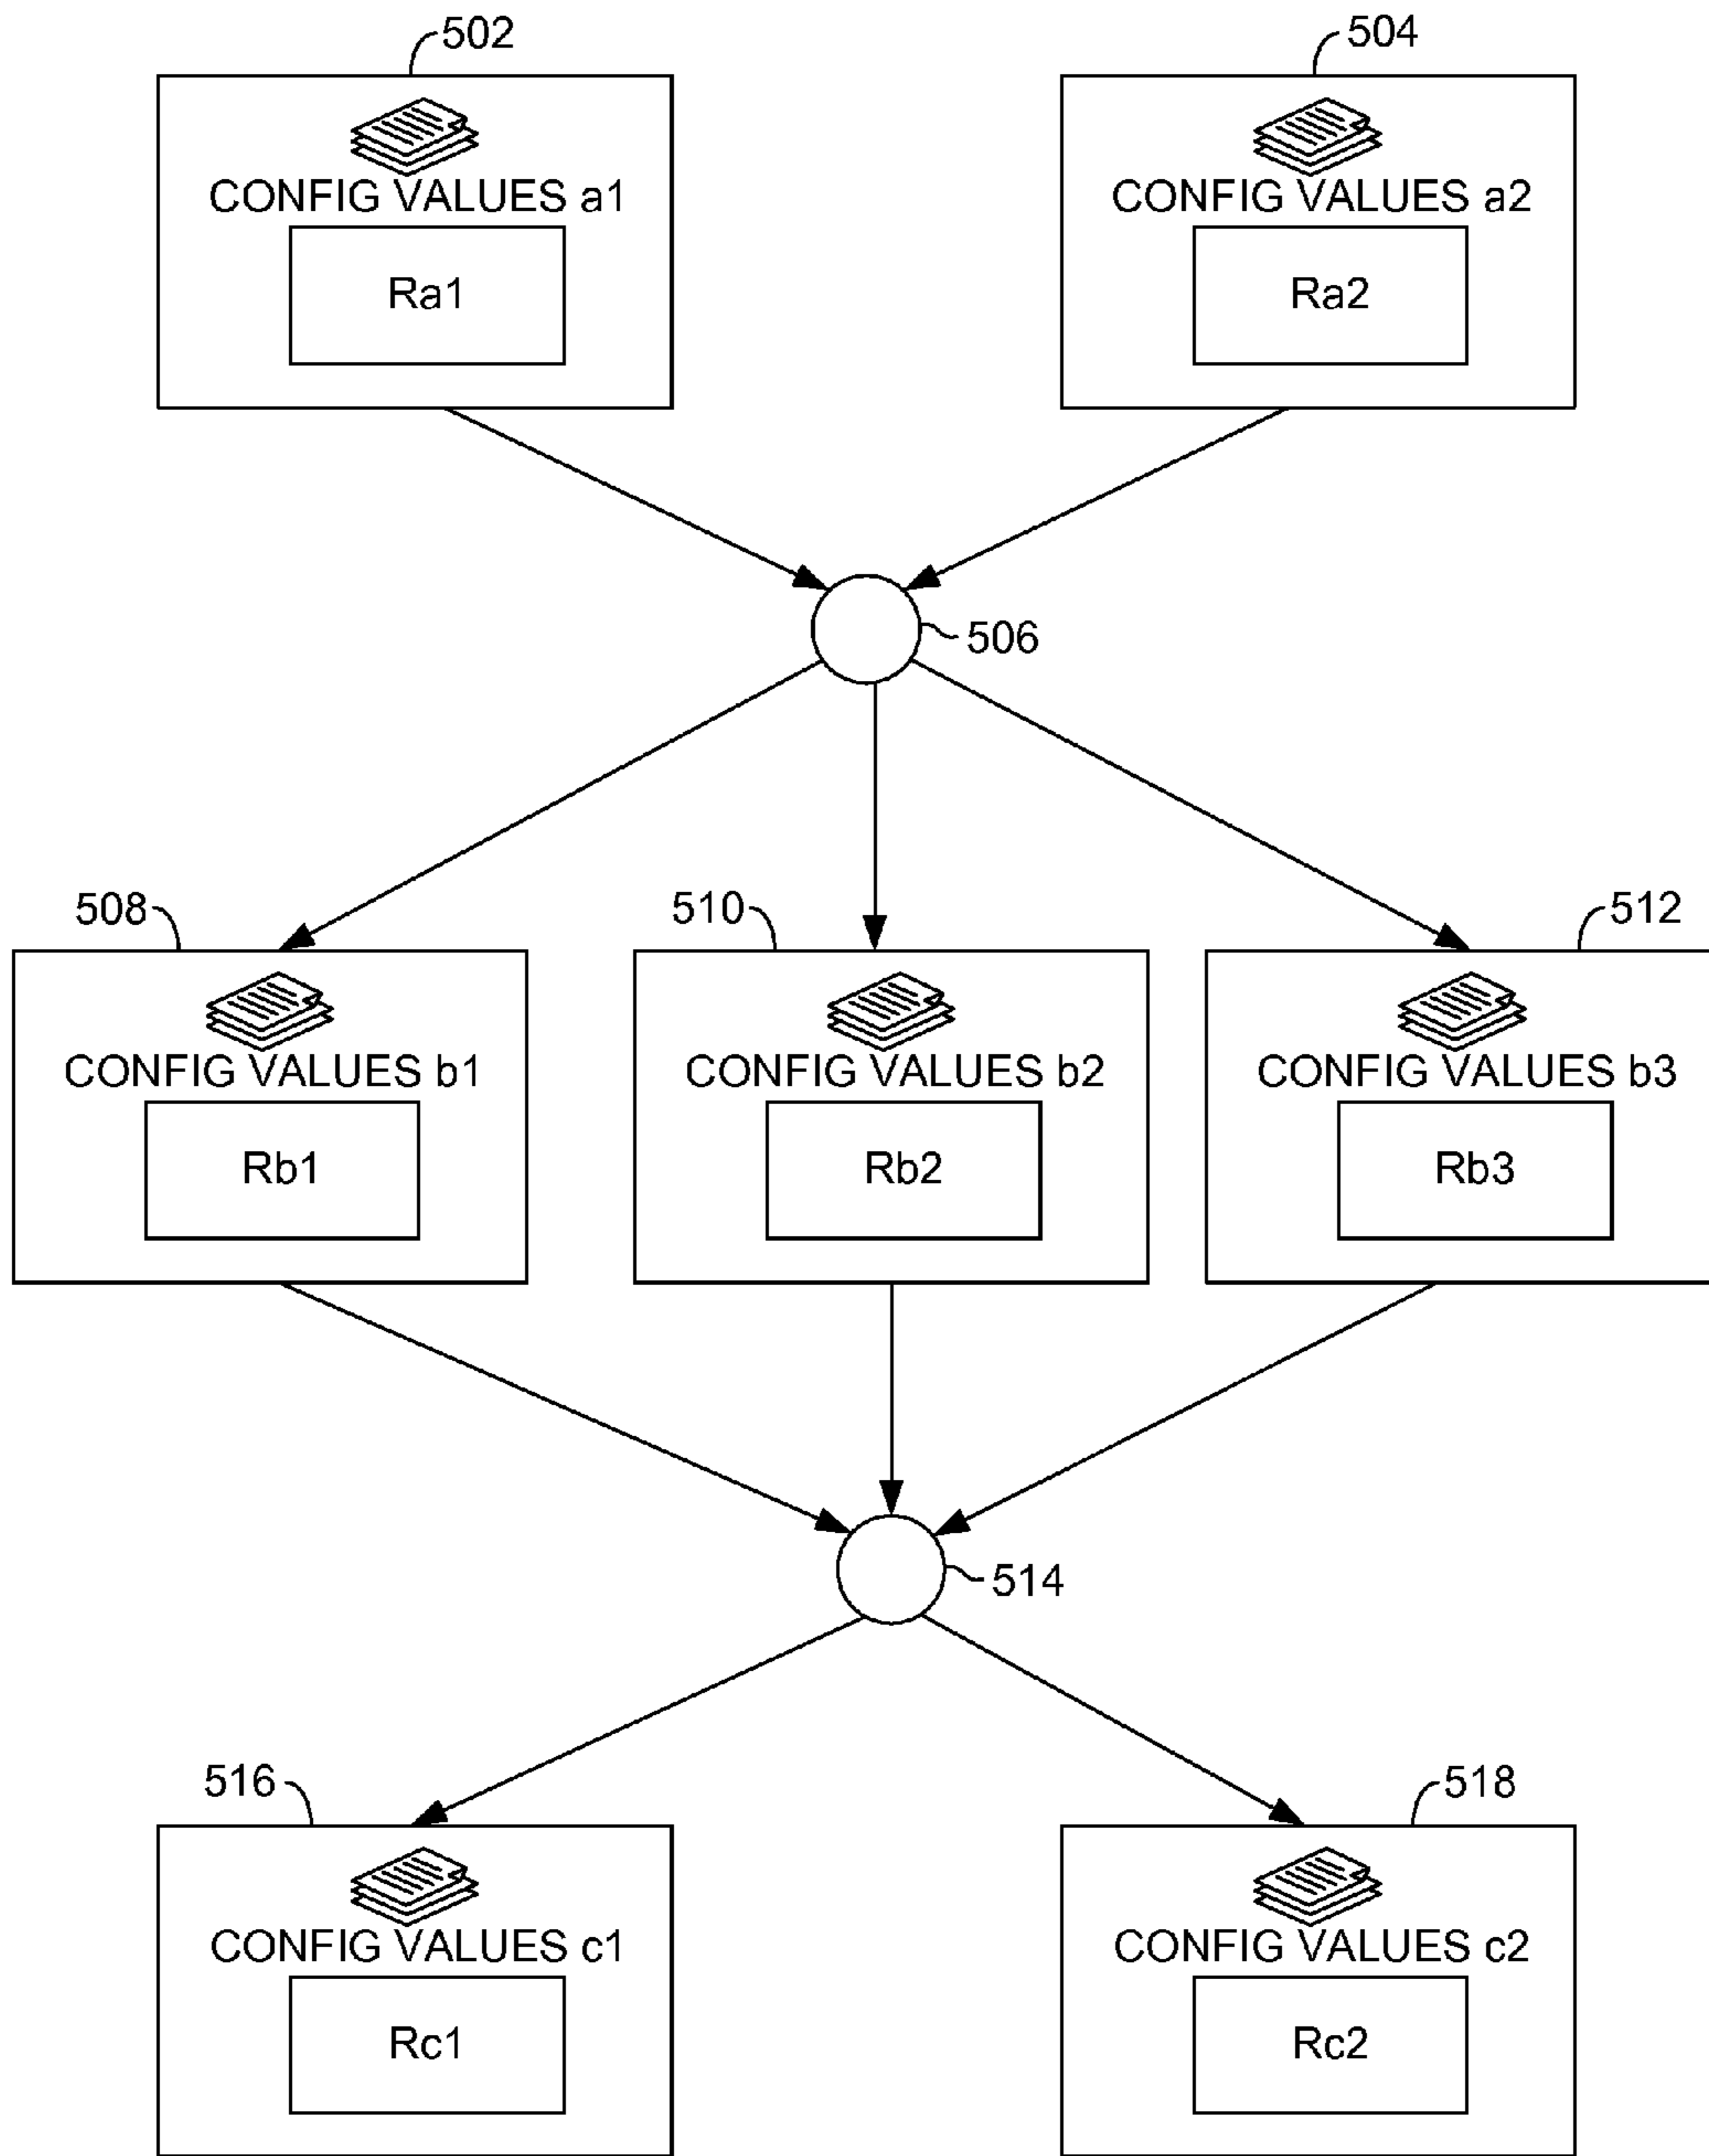 502
504
CONFIG VALUES a1
CONFIG VALUES a2
Ra1
Ra2
506
508
510
512
CONFIG VALUES b1
CONFIG VALUES b2
CONFIG VALUES b3
Rb1
Rb2
Rb3
514
516
518
CONFIG VALUES c1
CONFIG VALUES c2
Rc1
Rc2